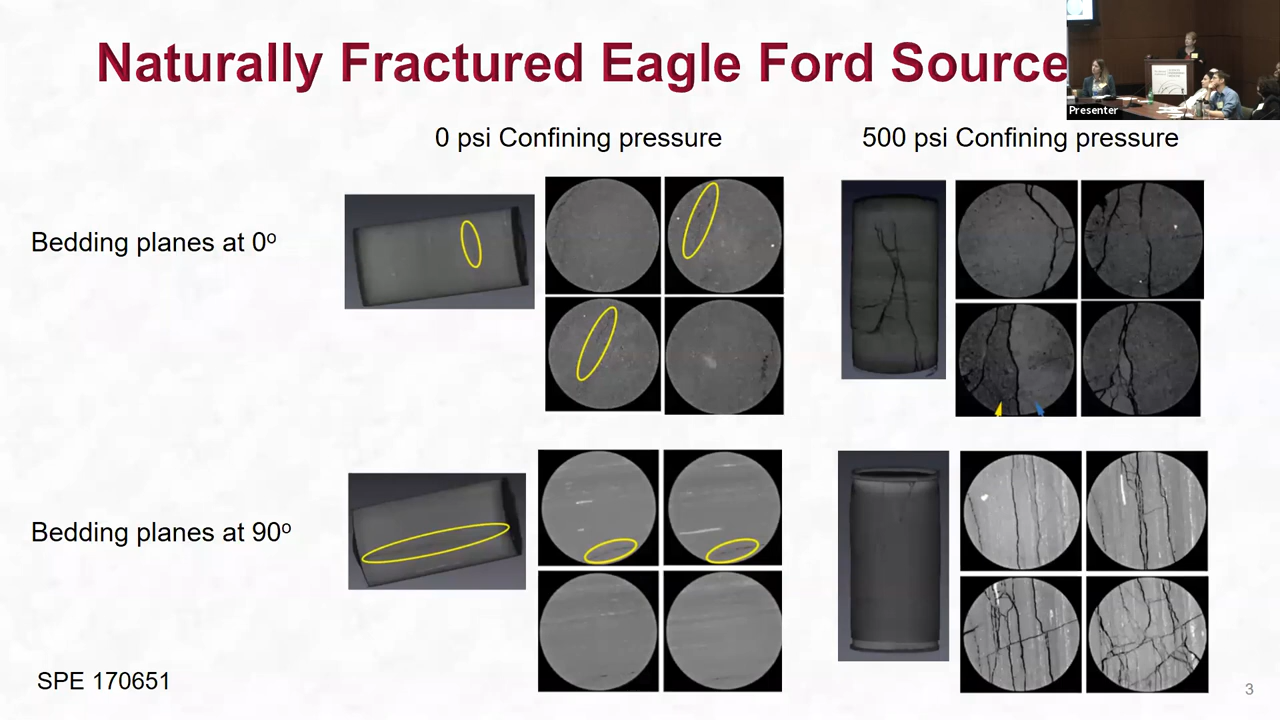 Naturally Fractured Eagle Ford Source
Presenter
0 psi Confining pressure
500 psi Confining pressure
Bedding planes at 0º
Bedding planes at 90º
SPE 170651
3